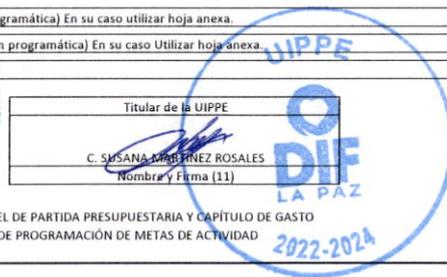 gramática) En su caso utilizar hoja anexa.
n programática) En su caso Utilizar hoja anexa.
UIPPE
Titular de la UIPPE
DIF
C. SUSANA MARTINEZ ROSALES
LA PAZ
Nombre y Firma (11)
EL DE PARTIDA PRESUPUESTARIA Y CAPÍTULO DE GASTO
DE PROGRAMACIÓN DE METAS DE ACTIVIDAD
2022-2024